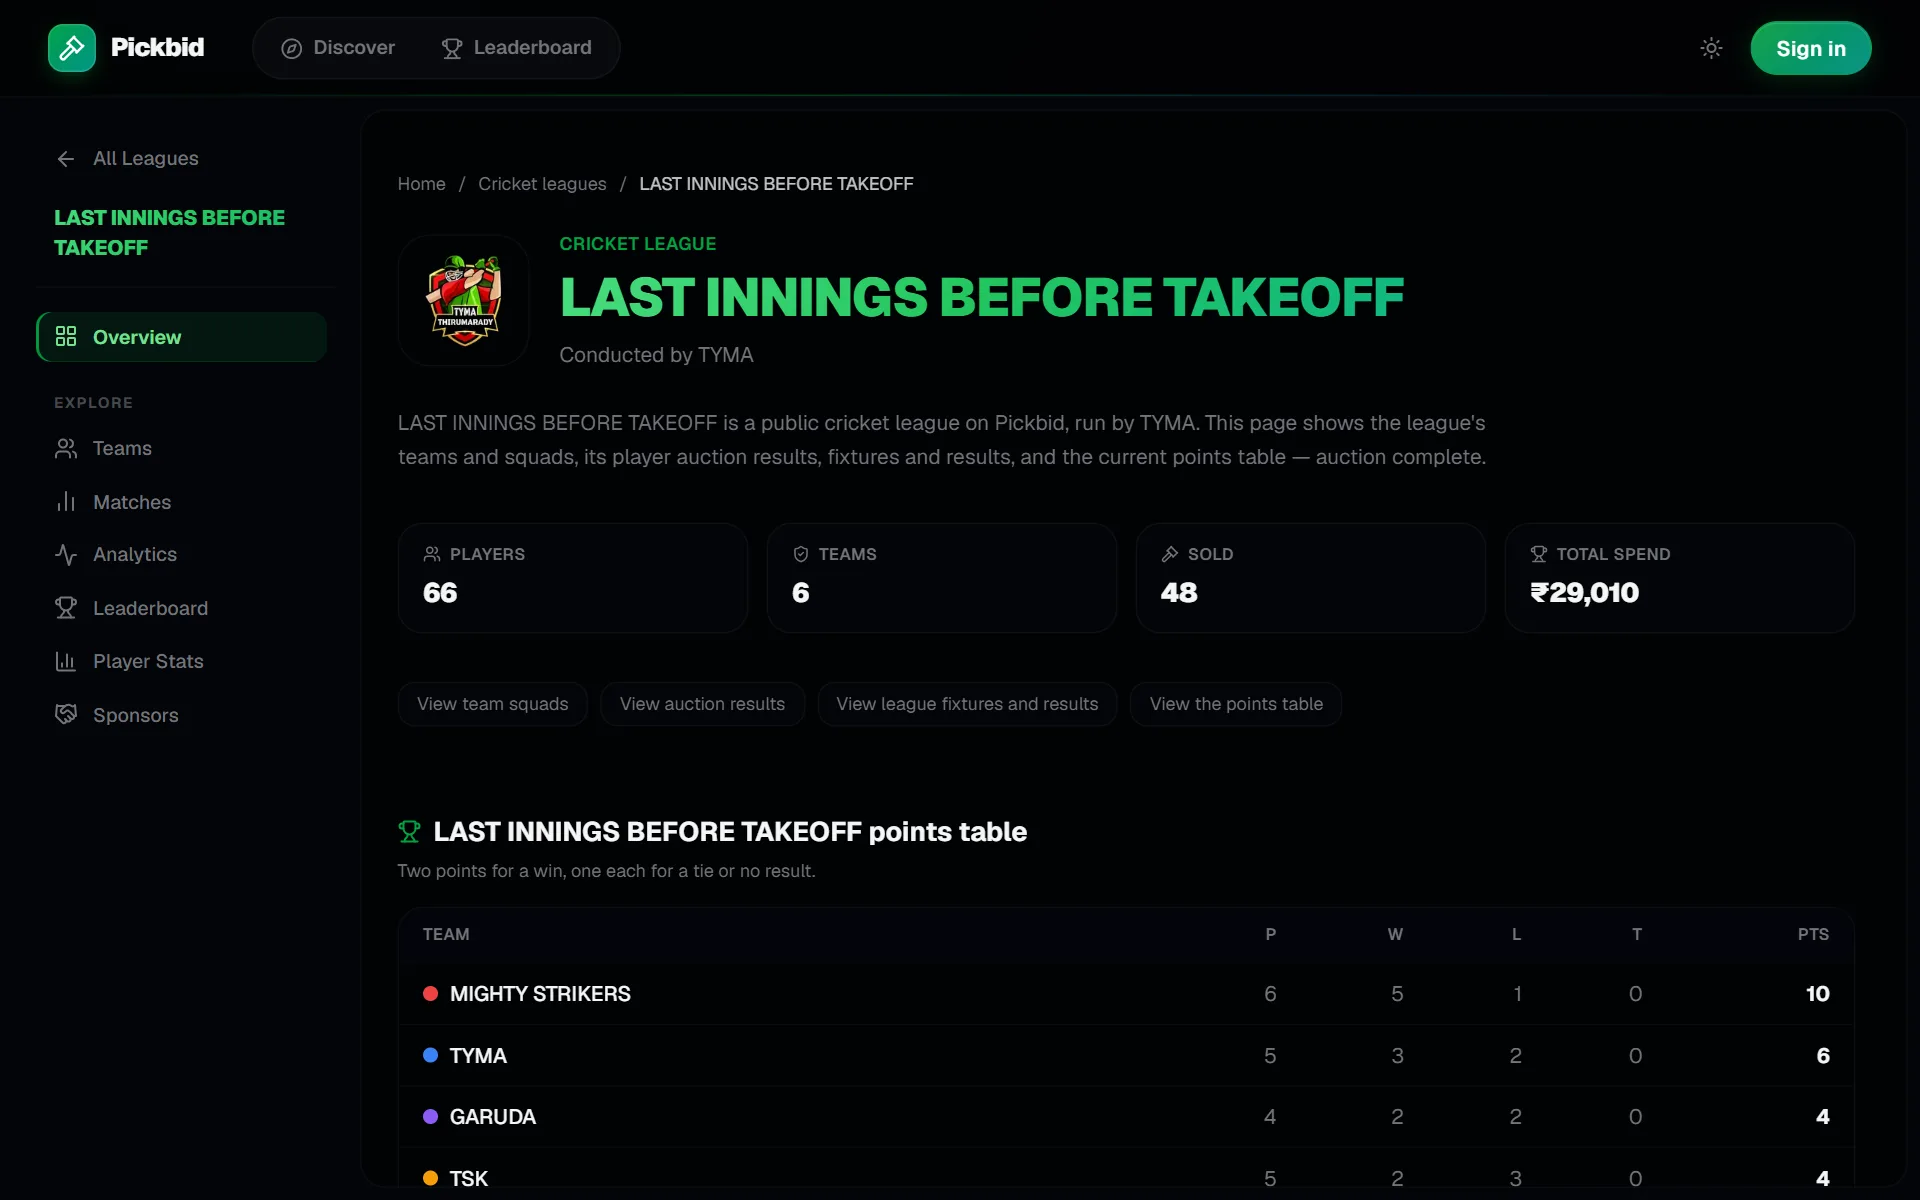 Pickbid
Discover
Leaderboard
Sign in
All Leagues
LAST INNINGS BEFORE
TAKEOFF
Overview
EXPLORE
Teams
Matches
Analytics
Leaderboard
Player Stats
Sponsors
Home / Cricket leagues / LAST INNINGS BEFORE TAKEOFF
TYMA
THIRUMARADY
CRICKET LEAGUE
LAST INNINGS BEFORE TAKEOFF
Conducted by TYMA
LAST INNINGS BEFORE TAKEOFF is a public cricket league on Pickbid, run by TYMA. This page shows the league's
teams and squads, its player auction results, fixtures and results, and the current points table — auction complete.
PLAYERS
66
TEAMS
6
SOLD
48
TOTAL SPEND
₹29,010
View team squads
View auction results
View league fixtures and results
View the points table
LAST INNINGS BEFORE TAKEOFF points table
Two points for a win, one each for a tie or no result.
TEAM P W L T PTS
MIGHTY STRIKERS 6 5 1 0 10
TYMA 5 3 2 0 6
GARUDA 4 2 2 0 4
TSK 5 2 3 0 4